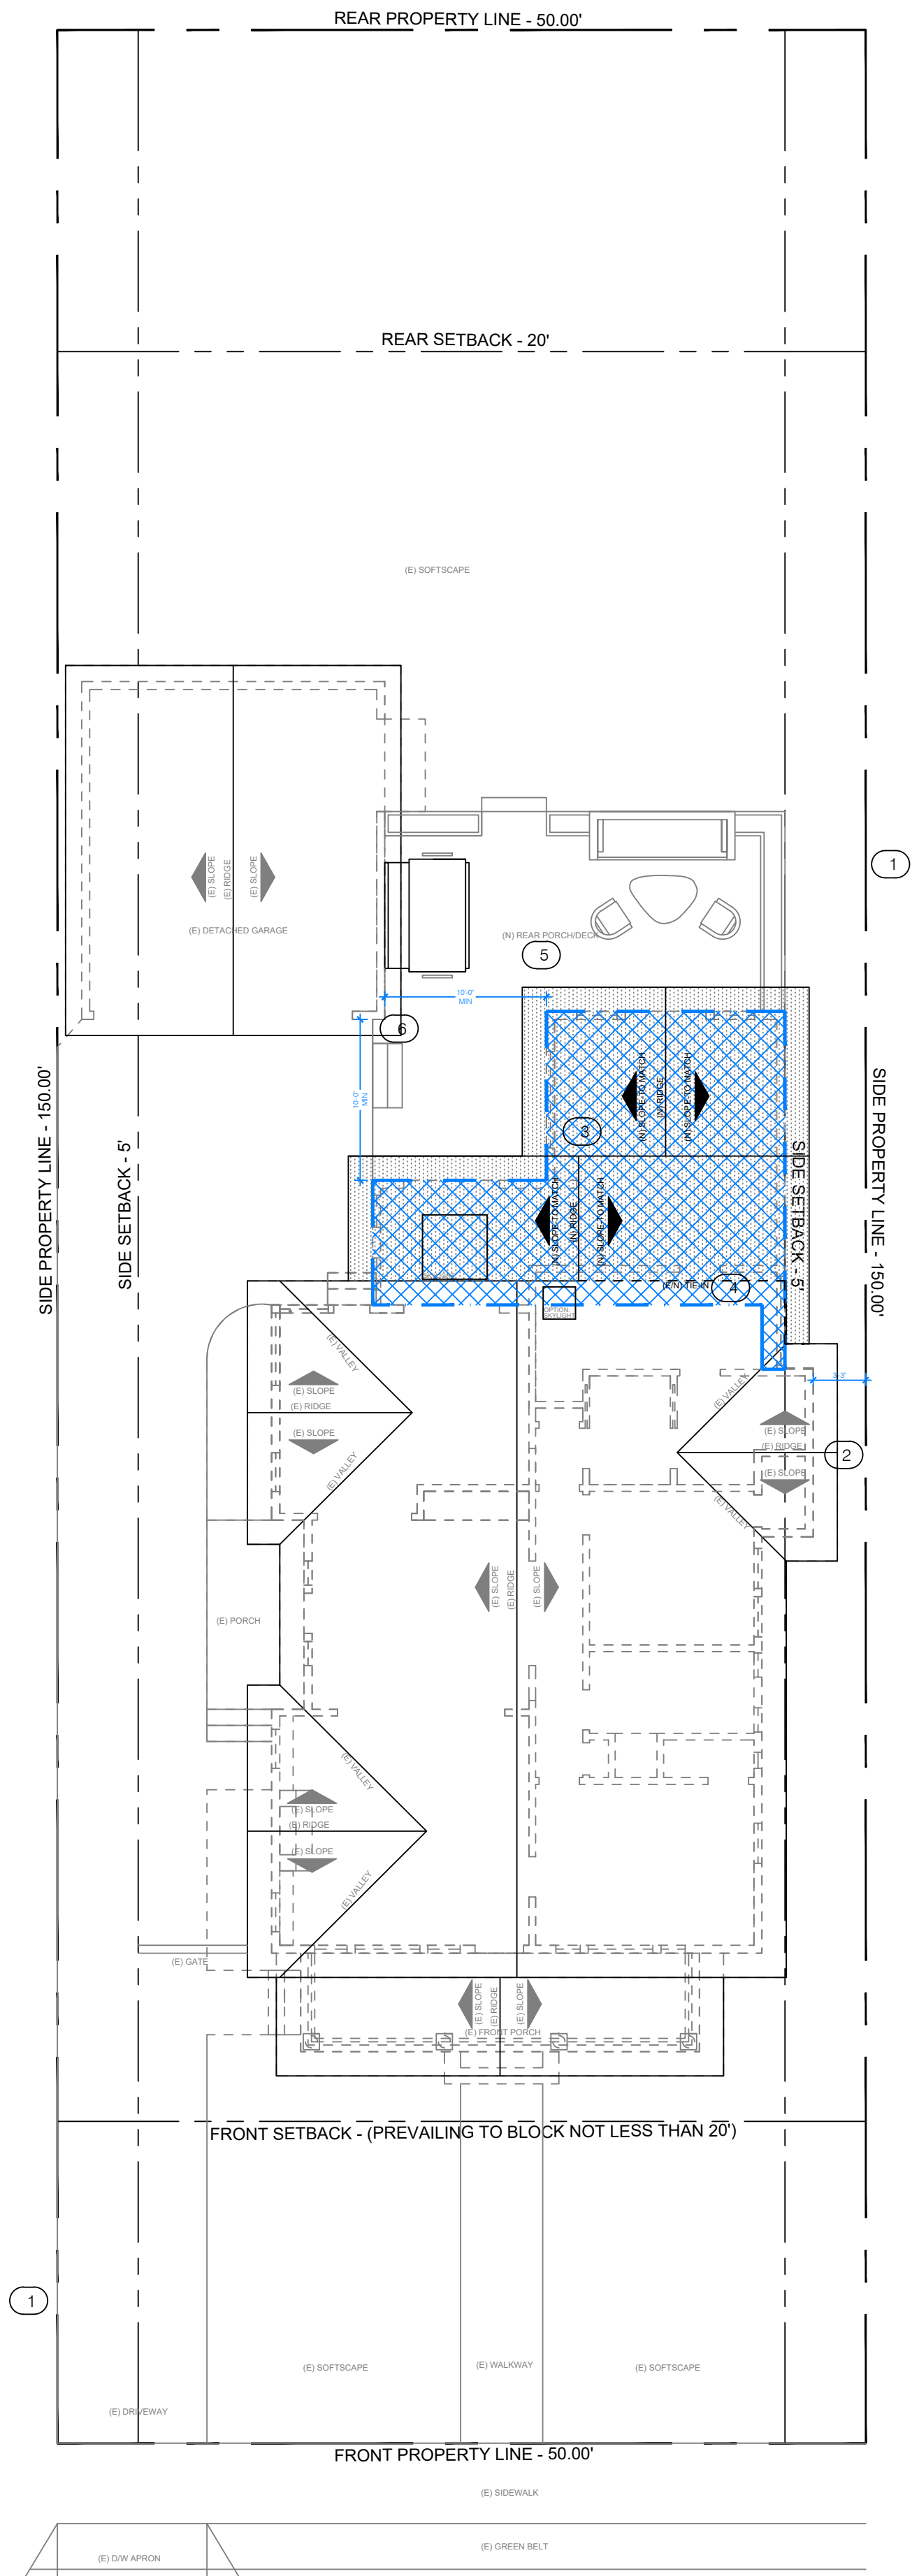 REAR PROPERTY LINE - 50.00'
REAR SETBACK - 20'
(E) SOFTSCAPE
1
(E) SLOPE
(E) RIDGE
(E) SLOPE
(E) DETACHED GARAGE
(N) REAR PORCH/DECK
5
10'-0"
MIN
6
10'-0"
MIN
(N) SLOPE TO MATCH
(N) RIDGE
(N) SLOPE TO MATCH
3
SIDE PROPERTY LINE - 150.00'
SIDE SETBACK - 5'
SIDE SETBACK - 5'
SIDE PROPERTY LINE - 150.00'
(N) SLOPE TO MATCH
(N) RIDGE
(N) SLOPE TO MATCH
(E/N) TIE-IN
4
OPTION.
SKYLIGHT
(E) VALLEY
(E) SLOPE
(E) RIDGE
(E) SLOPE
(E) VALLEY
3'-3"
(E) VALLEY
(E) SLOPE
(E) RIDGE
(E) SLOPE
2
(E) VALLEY
(E) SLOPE
(E) RIDGE
(E) SLOPE
(E) PORCH
(E) VALLEY
(E) SLOPE
(E) RIDGE
(E) SLOPE
(E) VALLEY
(E) GATE
(E) SLOPE
(E) RIDGE
(E) SLOPE
(E) FRONT PORCH
FRONT SETBACK - (PREVAILING TO BLOCK NOT LESS THAN 20')
1
(E) SOFTSCAPE
(E) WALKWAY
(E) SOFTSCAPE
(E) DRIVEWAY
FRONT PROPERTY LINE - 50.00'
(E) SIDEWALK
(E) GREEN BELT
(E) D/W APRON